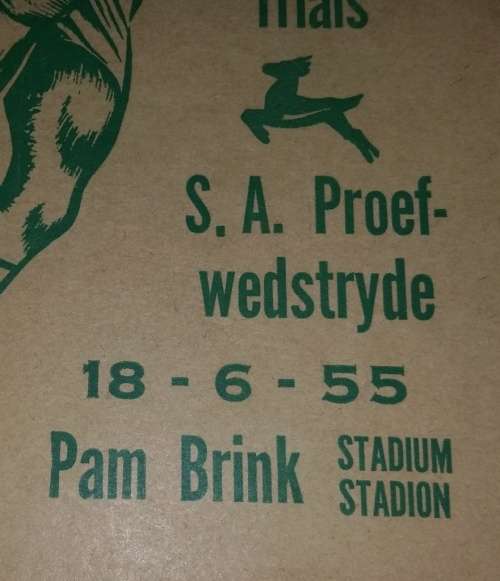 Trials
S. A. Proef-
wedstryde
18 - 6 - 55
Pam Brink STADIUM
STADION